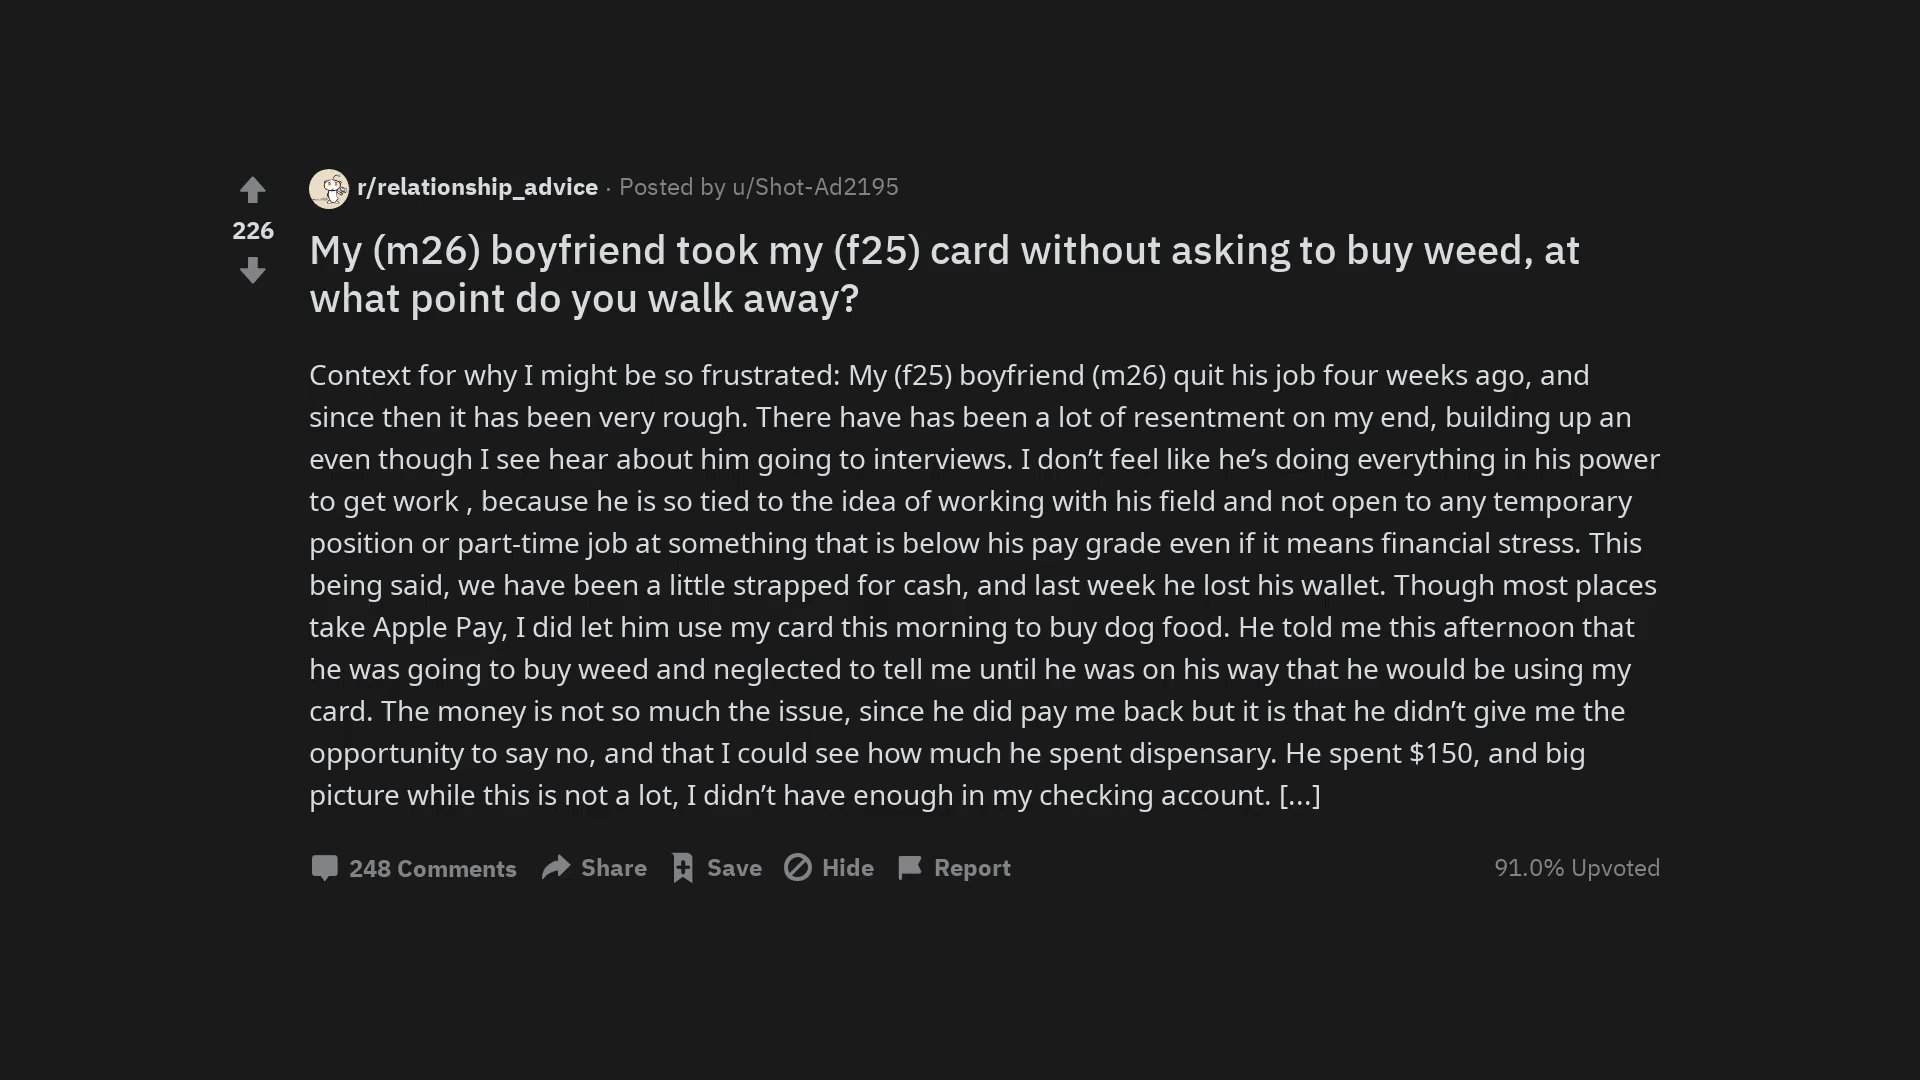 r/relationship_advice · Posted by u/Shot-Ad2195
226
My (m26) boyfriend took my (f25) card without asking to buy weed, at
what point do you walk away?
Context for why I might be so frustrated: My (f25) boyfriend (m26) quit his job four weeks ago, and
since then it has been very rough. There have has been a lot of resentment on my end, building up an
even though I see hear about him going to interviews. I don’t feel like he’s doing everything in his power
to get work , because he is so tied to the idea of working with his field and not open to any temporary
position or part-time job at something that is below his pay grade even if it means financial stress. This
being said, we have been a little strapped for cash, and last week he lost his wallet. Though most places
take Apple Pay, I did let him use my card this morning to buy dog food. He told me this afternoon that
he was going to buy weed and neglected to tell me until he was on his way that he would be using my
card. The money is not so much the issue, since he did pay me back but it is that he didn’t give me the
opportunity to say no, and that I could see how much he spent dispensary. He spent $150, and big
picture while this is not a lot, I didn’t have enough in my checking account. [...]
248 Comments Share Save Hide Report 91.0% Upvoted